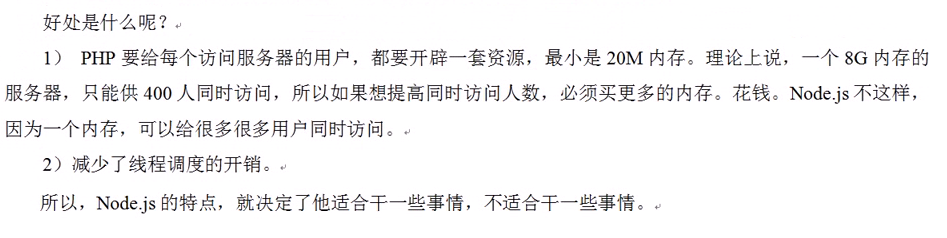 好处是什么呢？
1） PHP 要给每个访问服务器的用户，都要开辟一套资源，最小是 20M 内存。理论上说，一个 8G 内存的
服务器，只能供 400 人同时访问，所以如果想提高同时访问人数，必须买更多的内存。花钱。Node.js 不这样，
因为一个内存，可以给很多很多用户同时访问。
2）减少了线程调度的开销。
所以，Node.js 的特点，就决定了他适合干一些事情，不适合干一些事情。